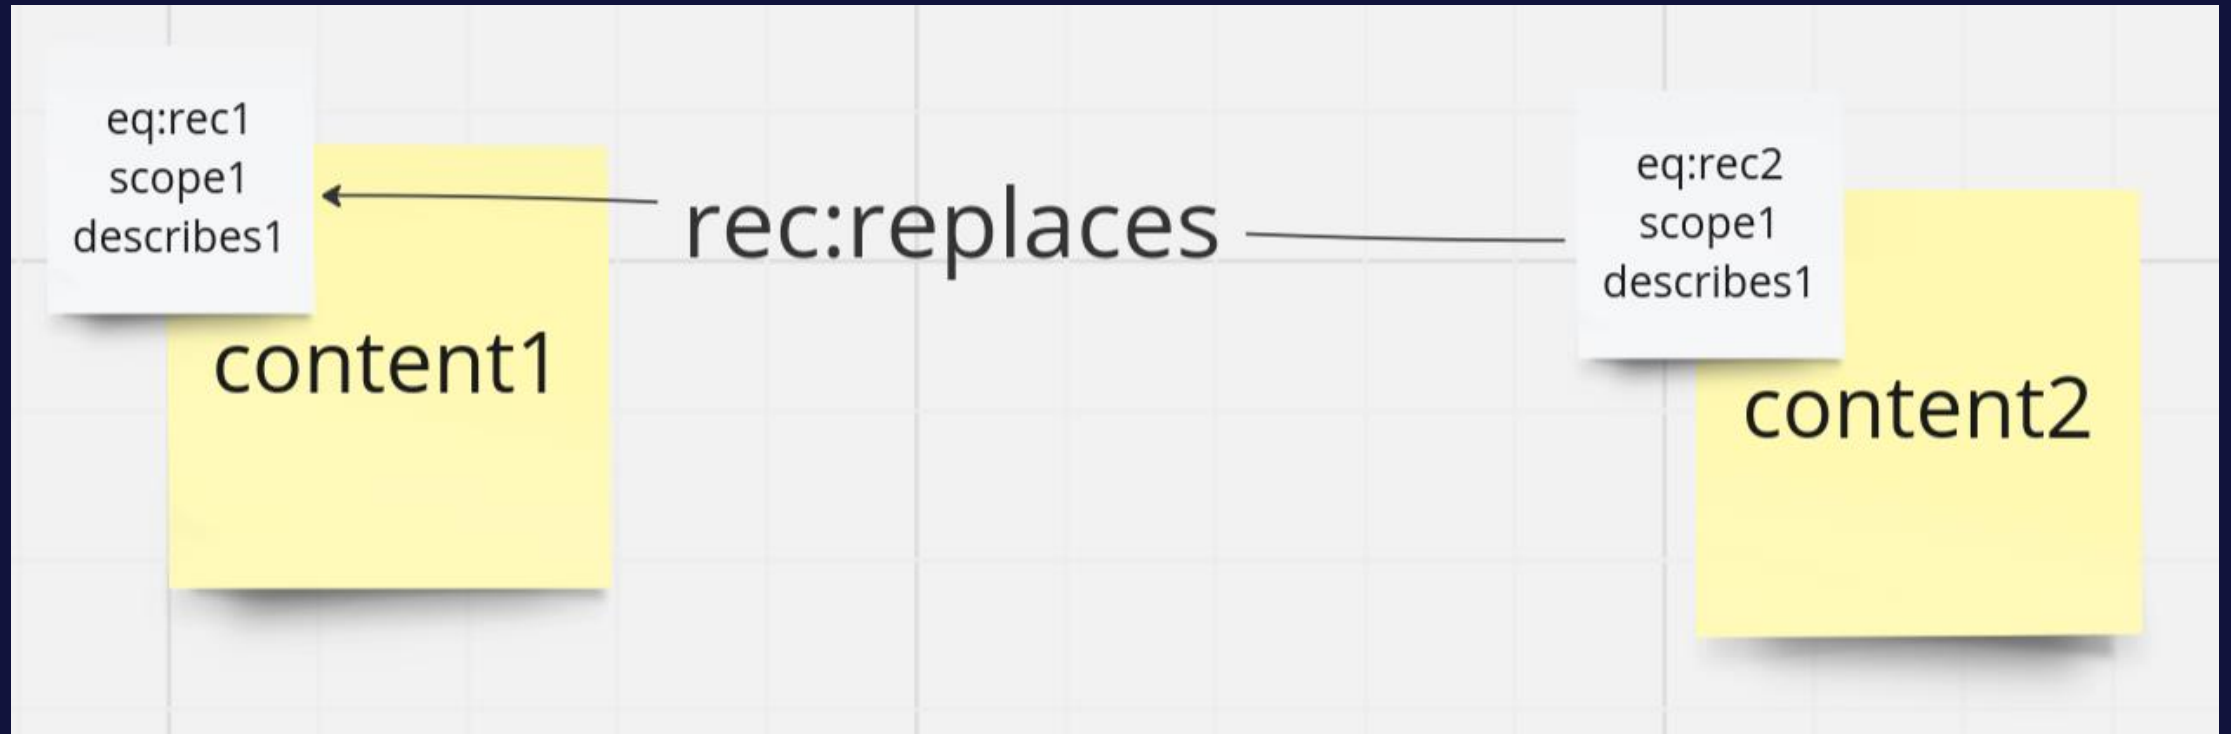 eq:rec1
scope1
describes1
content1
rec:replaces
eq:rec2
scope1
describes1
content2